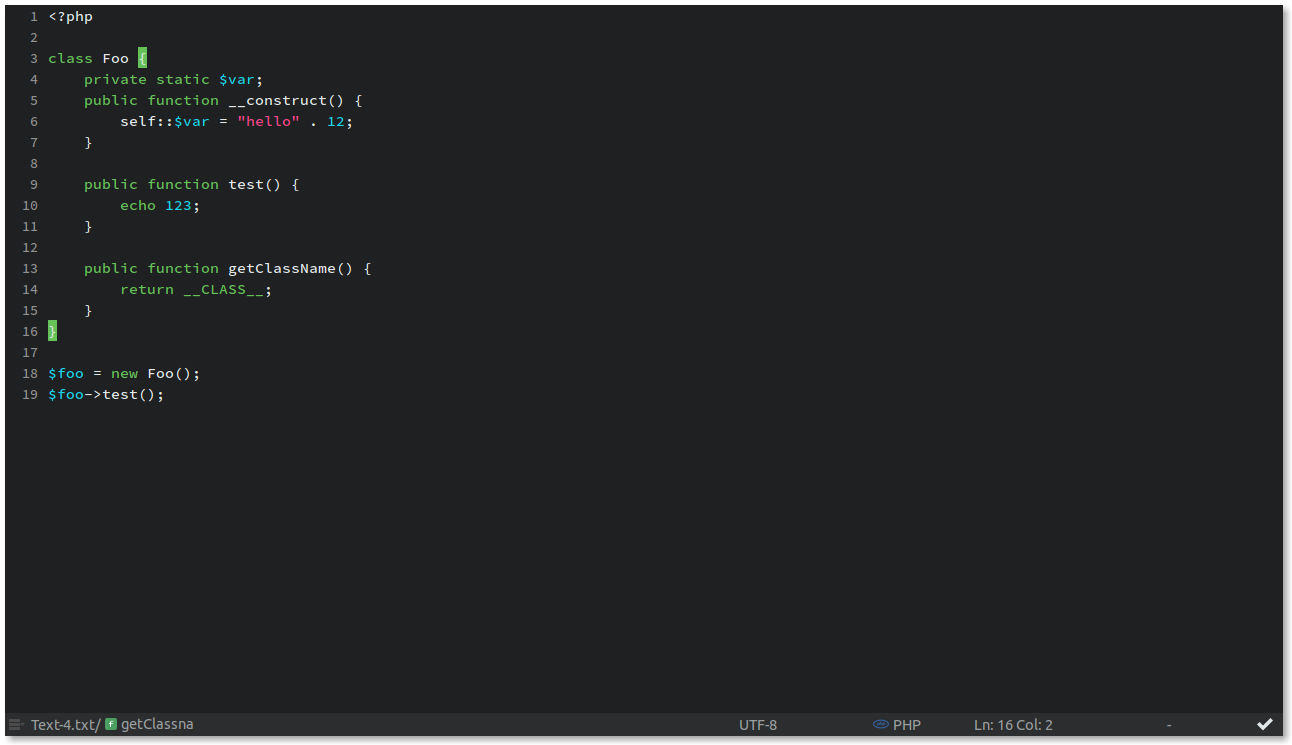 1 <?php
2
3 class Foo {
4     private static $var;
5     public function __construct() {
6         self::$var = "hello" . 12;
7     }
8
9     public function test() {
10         echo 123;
11     }
12
13     public function getClassName() {
14         return __CLASS__;
15     }
16 }
17
18 $foo = new Foo();
19 $foo->test();
Text-4.txt/ f getClassna UTF-8 php PHP Ln: 16 Col: 2 -